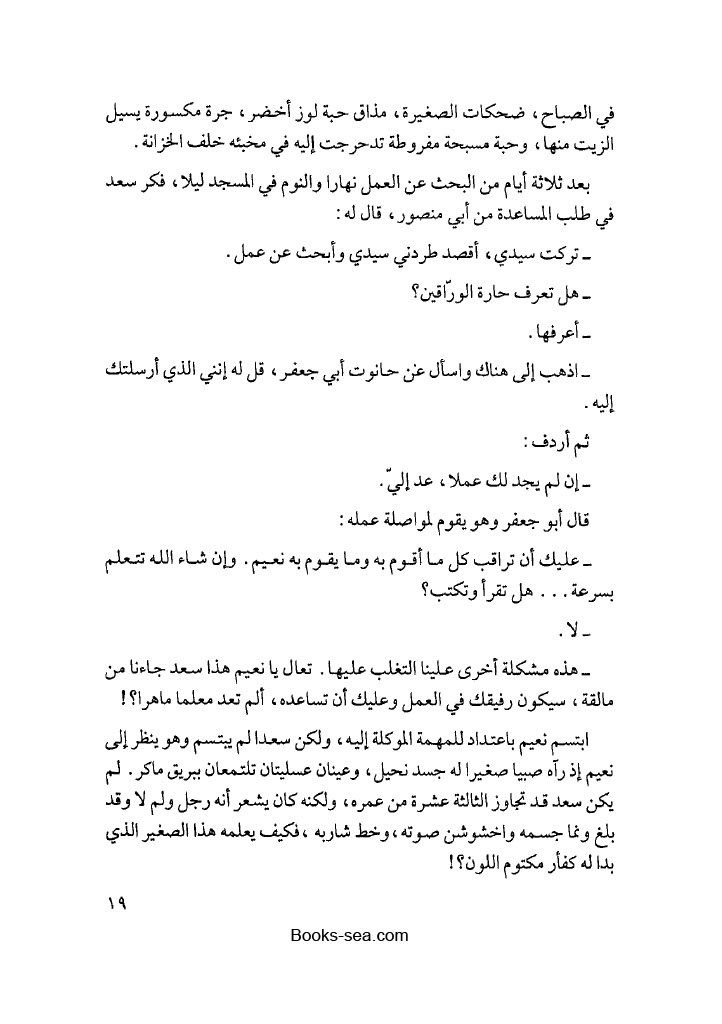 في الصباح، ضحكات الصغيرة، مذاق حبة لوز أخضر، جرة مكسورة يسيل
الزيت منها، وحبة مسبحة مفروطة تدحرجت إليه في مخبئه خلف الخزانة.
بعد ثلاثة أيام من البحث عن العمل نهارا والنوم في المسجد ليلا، فكر سعد
في طلب المساعدة من أبي منصور، قال له:
ـ تركت سيدي، أقصد طردني سيدي وأبحث عن عمل.
ـ هل تعرف حارة الورّاقين؟
ـ أعرفها.
ـ اذهب إلى هناك واسأل عن حانوت أبي جعفر، قل له إنني الذي أرسلتك
إليه.
ثم أردف:
ـ إن لم يجد لك عملا، عد إليّ.
قال أبو جعفر وهو يقوم لمواصلة عمله:
ـ عليك أن تراقب كل ما أقوم به وما يقوم به نعيم. وإن شاء الله تتعلم
بسرعة... هل تقرأ وتكتب؟
ـ لا.
ـ هذه مشكلة أخرى علينا التغلب عليها. تعال يا نعيم هذا سعد جاءنا من
مالقة، سيكون رفيقك في العمل وعليك أن تساعده، ألم تعد معلما ماهرا؟!
ابتسم نعيم باعتداد للمهمة الموكلة إليه، ولكن سعدا لم يبتسم وهو ينظر إلى
نعيم إذ رآه صبيا صغيرا له جسد نحيل، وعينان عسليتان تلتمعان ببريق ماكر. لم
يكن سعد قد تجاوز الثالثة عشرة من عمره، ولكنه كان يشعر أنه رجل ولم لا وقد
بلغ ونما جسمه واخشوشن صوته، وخط شاربه، فكيف يعلمه هذا الصغير الذي
بدا له كفأر مكتوم اللون؟!
١٩
Books-sea.com